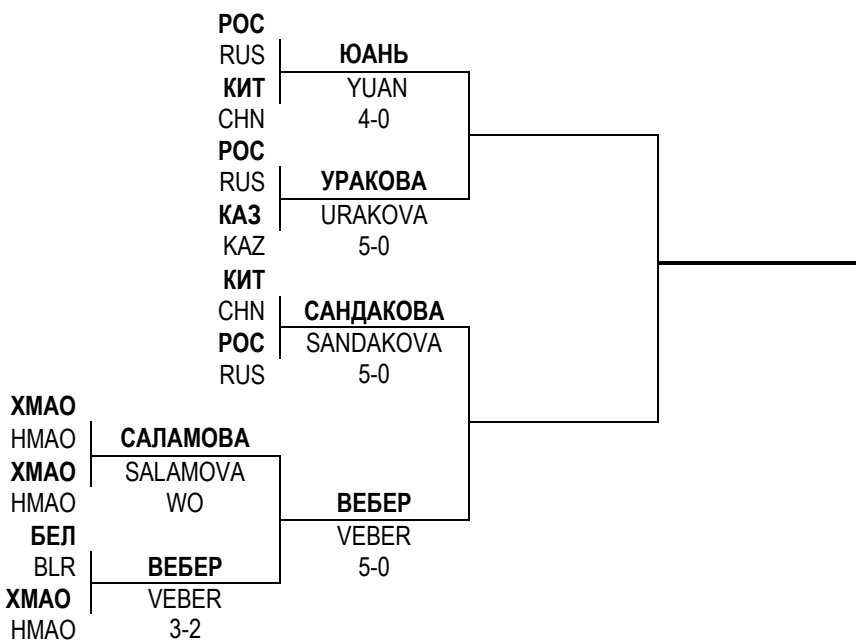 РОС
RUS
ЮАНЬ
КИТ
YUAN
CHN
4-0
РОС
RUS
УРАКОВА
КАЗ
URAKOVA
KAZ
5-0
КИТ
CHN
САНДАКОВА
РОС
SANDAKOVA
RUS
5-0
ХМАО
HMAO
САЛАМОВА
ХМАО
SALAMOVA
HMAO
WO
ВЕБЕР
БЕЛ
VEBER
BLR
ВЕБЕР
5-0
ХМАО
VEBER
HMAO
3-2